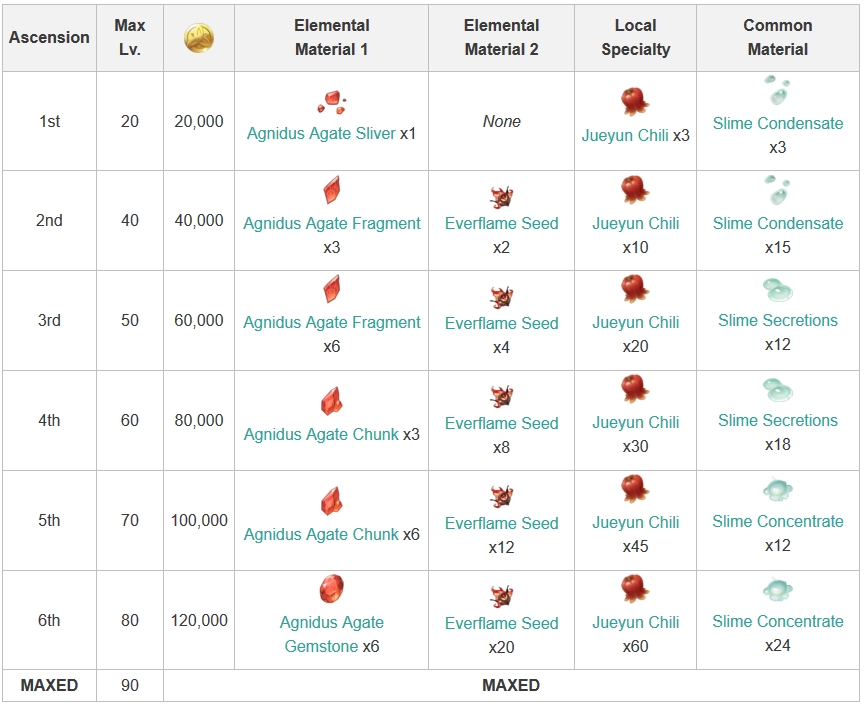 Ascension Max Lv. Elemental Material 1 Elemental Material 2 Local Specialty Common Material
1st 20 20,000 Agnidus Agate Sliver x1 None Jueyun Chili x3 Slime Condensate x3
2nd 40 40,000 Agnidus Agate Fragment x3 Everflame Seed x2 Jueyun Chili x10 Slime Condensate x15
3rd 50 60,000 Agnidus Agate Fragment x6 Everflame Seed x4 Jueyun Chili x20 Slime Secretions x12
4th 60 80,000 Agnidus Agate Chunk x3 Everflame Seed x8 Jueyun Chili x30 Slime Secretions x18
5th 70 100,000 Agnidus Agate Chunk x6 Everflame Seed x12 Jueyun Chili x45 Slime Concentrate x12
6th 80 120,000 Agnidus Agate Gemstone x6 Everflame Seed x20 Jueyun Chili x60 Slime Concentrate x24
MAXED 90 MAXED